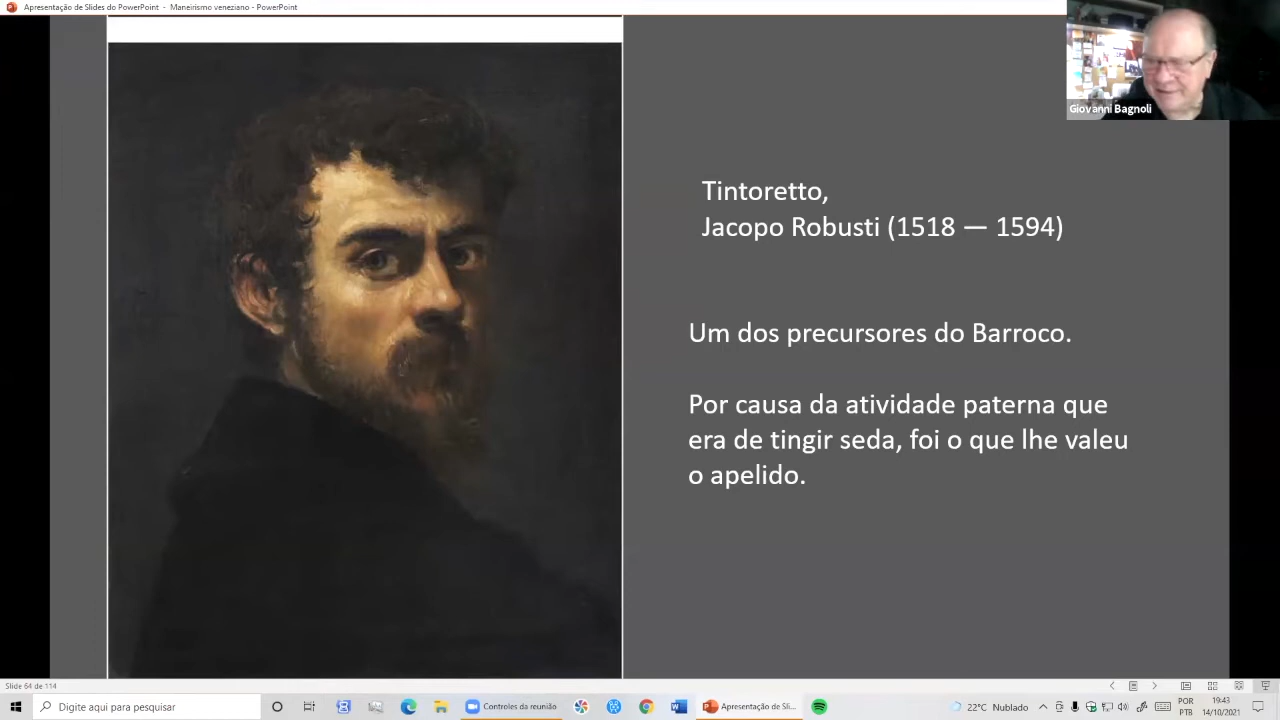 Apresentação de Slides do PowerPoint - Maneirismo veneziano - PowerPoint
Giovanni Bagnoli
Tintoretto,
Jacopo Robusti (1518 — 1594)
Um dos precursores do Barroco.
Por causa da atividade paterna que
era de tingir seda, foi o que lhe valeu
o apelido.
Slide 64 de 114
Digite aqui para pesquisar
Controles da reunião
Apresentação de Sli...
22°C Nublado
POR
PTB
19:43
14/10/2021